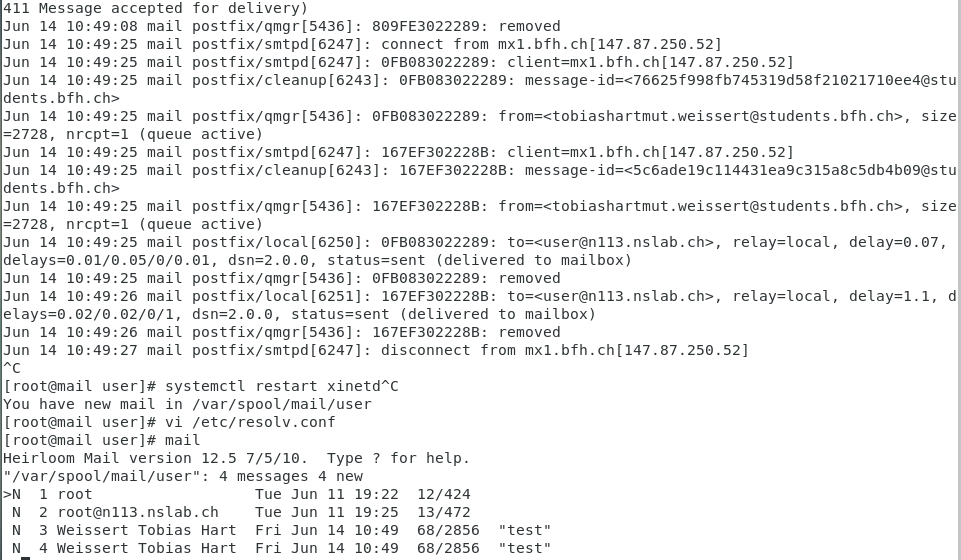 411 Message accepted for delivery)
Jun 14 10:49:08 mail postfix/qmgr[5436]: 809FE3022289: removed
Jun 14 10:49:25 mail postfix/smtpd[6247]: connect from mx1.bfh.ch[147.87.250.52]
Jun 14 10:49:25 mail postfix/smtpd[6247]: 0FB083022289: client=mx1.bfh.ch[147.87.250.52]
Jun 14 10:49:25 mail postfix/cleanup[6243]: 0FB083022289: message-id=<76625f998fb745319d58f21021710ee4@stu
dents.bfh.ch>
Jun 14 10:49:25 mail postfix/qmgr[5436]: 0FB083022289: from=<tobiashartmut.weissert@students.bfh.ch>, size
=2728, nrcpt=1 (queue active)
Jun 14 10:49:25 mail postfix/smtpd[6247]: 167EF302228B: client=mx1.bfh.ch[147.87.250.52]
Jun 14 10:49:25 mail postfix/cleanup[6243]: 167EF302228B: message-id=<5c6ade19c114431ea9c315a8c5db4b09@stu
dents.bfh.ch>
Jun 14 10:49:25 mail postfix/qmgr[5436]: 167EF302228B: from=<tobiashartmut.weissert@students.bfh.ch>, size
=2728, nrcpt=1 (queue active)
Jun 14 10:49:25 mail postfix/local[6250]: 0FB083022289: to=<user@n113.nslab.ch>, relay=local, delay=0.07,
delays=0.01/0.05/0/0.01, dsn=2.0.0, status=sent (delivered to mailbox)
Jun 14 10:49:25 mail postfix/qmgr[5436]: 0FB083022289: removed
Jun 14 10:49:26 mail postfix/local[6251]: 167EF302228B: to=<user@n113.nslab.ch>, relay=local, delay=1.1, d
elays=0.02/0.02/0/1, dsn=2.0.0, status=sent (delivered to mailbox)
Jun 14 10:49:26 mail postfix/qmgr[5436]: 167EF302228B: removed
Jun 14 10:49:27 mail postfix/smtpd[6247]: disconnect from mx1.bfh.ch[147.87.250.52]
^C
[root@mail user]# systemctl restart xinetd^C
You have new mail in /var/spool/mail/user
[root@mail user]# vi /etc/resolv.conf
[root@mail user]# mail
Heirloom Mail version 12.5 7/5/10.  Type ? for help.
"/var/spool/mail/user": 4 messages 4 new
>N  1 root                  Tue Jun 11 19:22  12/424
 N  2 root@n113.nslab.ch    Tue Jun 11 19:25  13/472
 N  3 Weissert Tobias Hart  Fri Jun 14 10:49  68/2856  "test"
 N  4 Weissert Tobias Hart  Fri Jun 14 10:49  68/2856  "test"